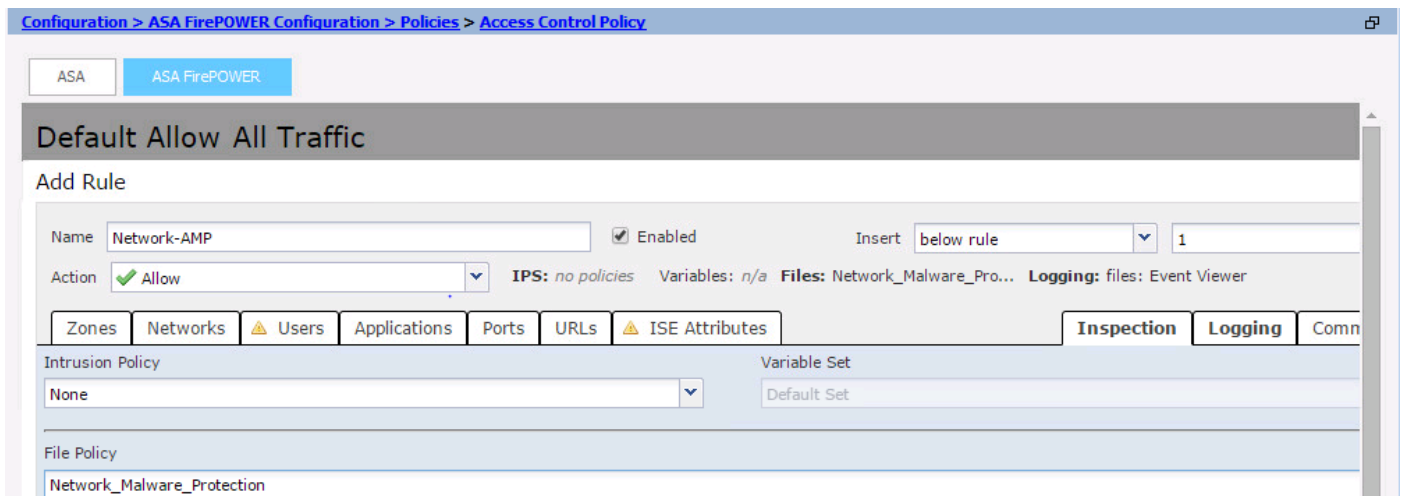 Configuration > ASA FirePOWER Configuration > Policies > Access Control Policy
ASA ASA FirePOWER
Default Allow All Traffic
Add Rule
Name Network-AMP Enabled Insert below rule 1
Action Allow IPS: no policies Variables: n/a Files: Network_Malware_Pro... Logging: files: Event Viewer
Zones Networks Users Applications Ports URLs ISE Attributes Inspection Logging Comm
Intrusion Policy Variable Set
None Default Set
File Policy
Network_Malware_Protection